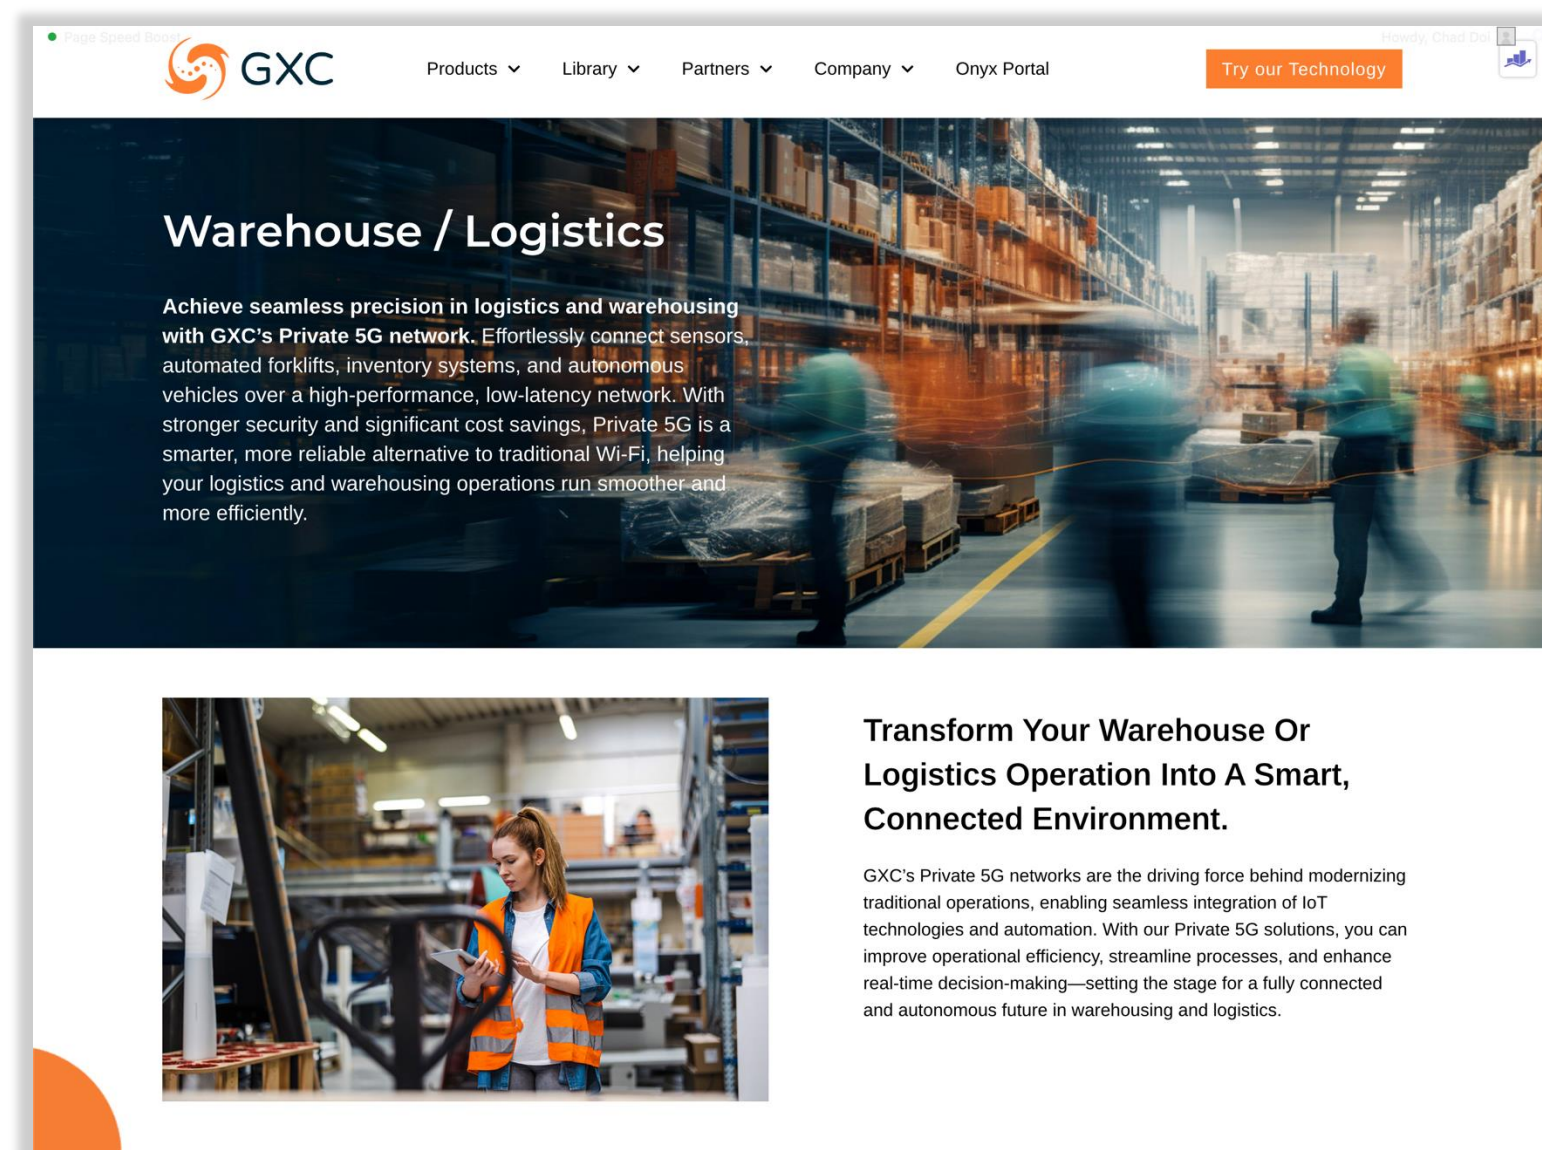 Page Speed Boost
Howdy, Chad Doi
GXC
Products
Library
Partners
Company
Onyx Portal
Try our Technology
Warehouse / Logistics
Achieve seamless precision in logistics and warehousing
with GXC’s Private 5G network. Effortlessly connect sensors,
automated forklifts, inventory systems, and autonomous
vehicles over a high-performance, low-latency network. With
stronger security and significant cost savings, Private 5G is a
smarter, more reliable alternative to traditional Wi-Fi, helping
your logistics and warehousing operations run smoother and
more efficiently.
Transform Your Warehouse Or
Logistics Operation Into A Smart,
Connected Environment.
GXC’s Private 5G networks are the driving force behind modernizing
traditional operations, enabling seamless integration of IoT
technologies and automation. With our Private 5G solutions, you can
improve operational efficiency, streamline processes, and enhance
real-time decision-making—setting the stage for a fully connected
and autonomous future in warehousing and logistics.